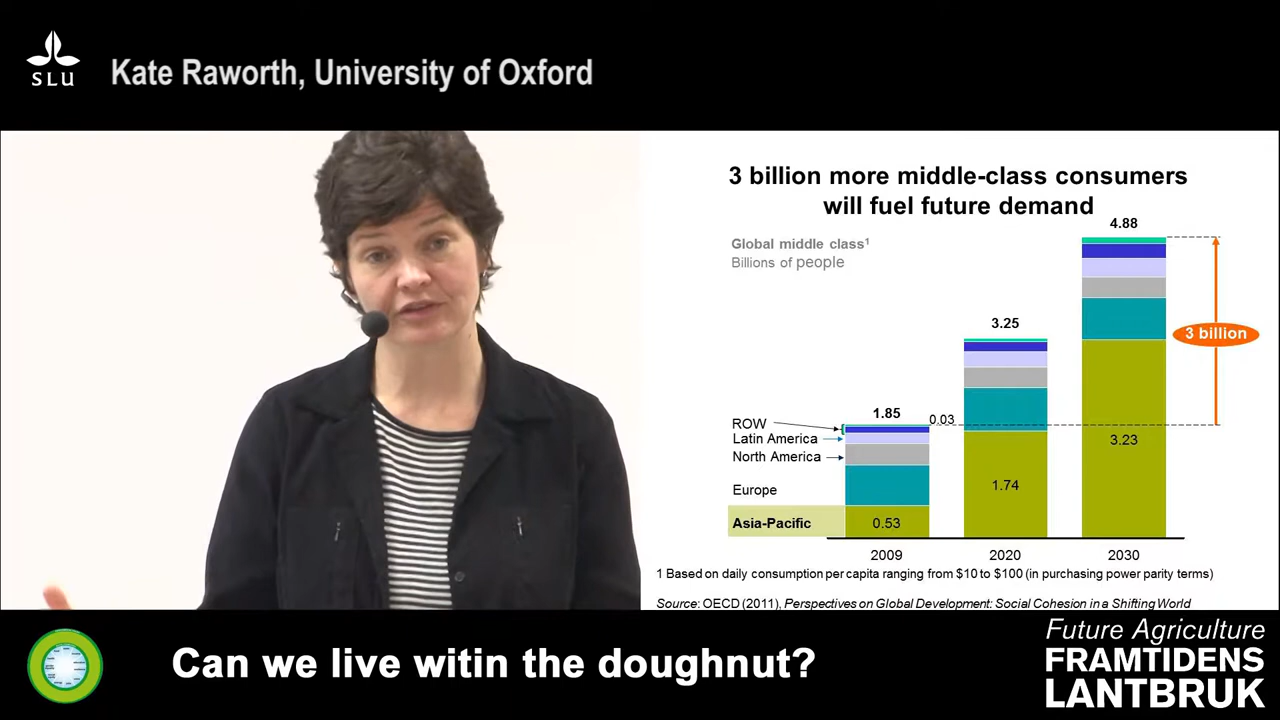 SLU
Kate Raworth, University of Oxford
3 billion more middle-class consumers
will fuel future demand
Global middle class1
Billions of people
4.88
3.25
3 billion
1.85
0.03
ROW
Latin America
North America
Europe
Asia-Pacific
0.53
1.74
3.23
2009
2020
2030
1 Based on daily consumption per capita ranging from $10 to $100 (in purchasing power parity terms)
Source: OECD (2011), Perspectives on Global Development: Social Cohesion in a Shifting World
Can we live witin the doughnut?
Future Agriculture
FRAMTIDENS
LANTBRUK